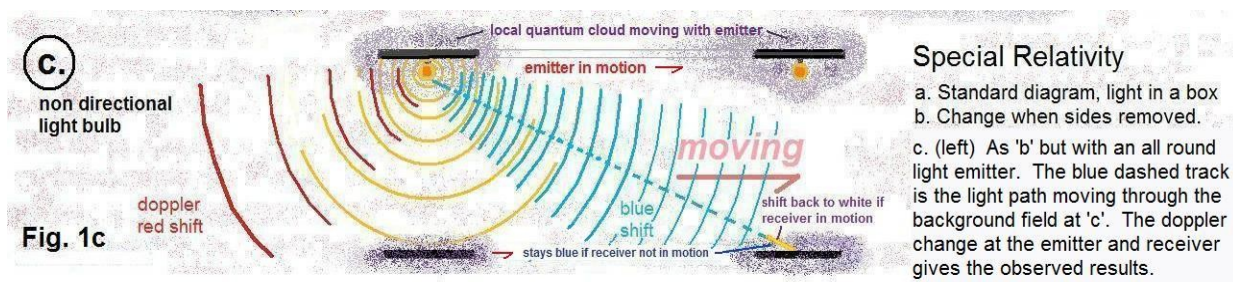 c.
non directional
light bulb
Fig. 1c
doppler
red shift
local quantum cloud moving with emitter
emitter in motion
moving
blue
shift
shift back to white if
receiver in motion
stays blue if receiver not in motion
Special Relativity
a. Standard diagram, light in a box
b. Change when sides removed.
c. (left) As 'b' but with an all round
light emitter. The blue dashed track
is the light path moving through the
background field at 'c'. The doppler
change at the emitter and receiver
gives the observed results.